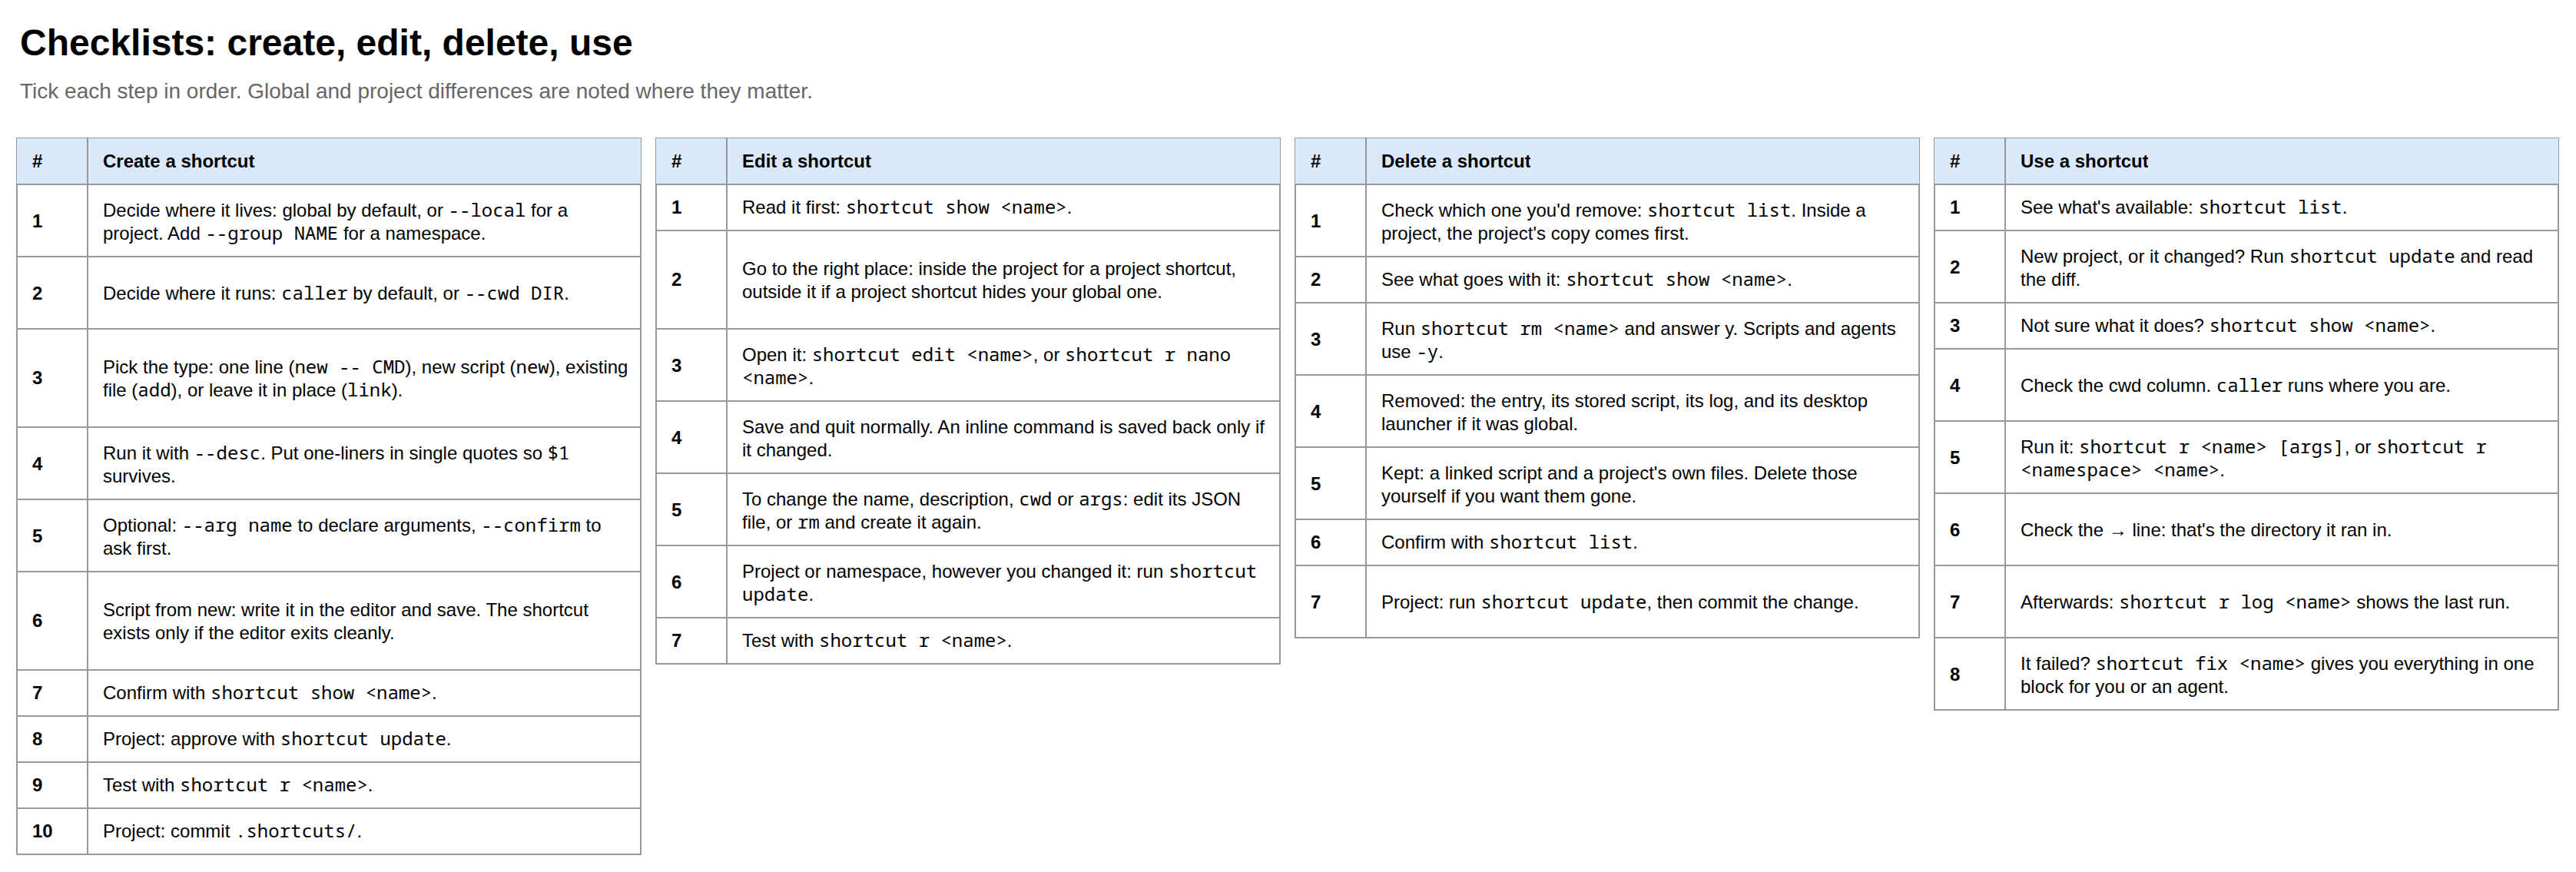 Checklists: create, edit, delete, use
Tick each step in order. Global and project differences are noted where they matter.
# Create a shortcut
1 Decide where it lives: global by default, or --local for a
project. Add --group NAME for a namespace.
2 Decide where it runs: caller by default, or --cwd DIR.
3 Pick the type: one line (new -- CMD), new script (new), existing
file (add), or leave it in place (link).
4 Run it with --desc. Put one-liners in single quotes so $1
survives.
5 Optional: --arg name to declare arguments, --confirm to
ask first.
6 Script from new: write it in the editor and save. The shortcut
exists only if the editor exits cleanly.
7 Confirm with shortcut show <name>.
8 Project: approve with shortcut update.
9 Test with shortcut r <name>.
10 Project: commit .shortcuts/.
# Edit a shortcut
1 Read it first: shortcut show <name>.
2 Go to the right place: inside the project for a project shortcut,
outside it if a project shortcut hides your global one.
3 Open it: shortcut edit <name>, or shortcut r nano
<name>.
4 Save and quit normally. An inline command is saved back only if
it changed.
5 To change the name, description, cwd or args: edit its JSON
file, or rm and create it again.
6 Project or namespace, however you changed it: run shortcut
update.
7 Test with shortcut r <name>.
# Delete a shortcut
1 Check which one you'd remove: shortcut list. Inside a
project, the project's copy comes first.
2 See what goes with it: shortcut show <name>.
3 Run shortcut rm <name> and answer y. Scripts and agents
use -y.
4 Removed: the entry, its stored script, its log, and its desktop
launcher if it was global.
5 Kept: a linked script and a project's own files. Delete those
yourself if you want them gone.
6 Confirm with shortcut list.
7 Project: run shortcut update, then commit the change.
# Use a shortcut
1 See what's available: shortcut list.
2 New project, or it changed? Run shortcut update and read
the diff.
3 Not sure what it does? shortcut show <name>.
4 Check the cwd column. caller runs where you are.
5 Run it: shortcut r <name> [args], or shortcut r
<namespace> <name>.
6 Check the → line: that's the directory it ran in.
7 Afterwards: shortcut r log <name> shows the last run.
8 It failed? shortcut fix <name> gives you everything in one
block for you or an agent.